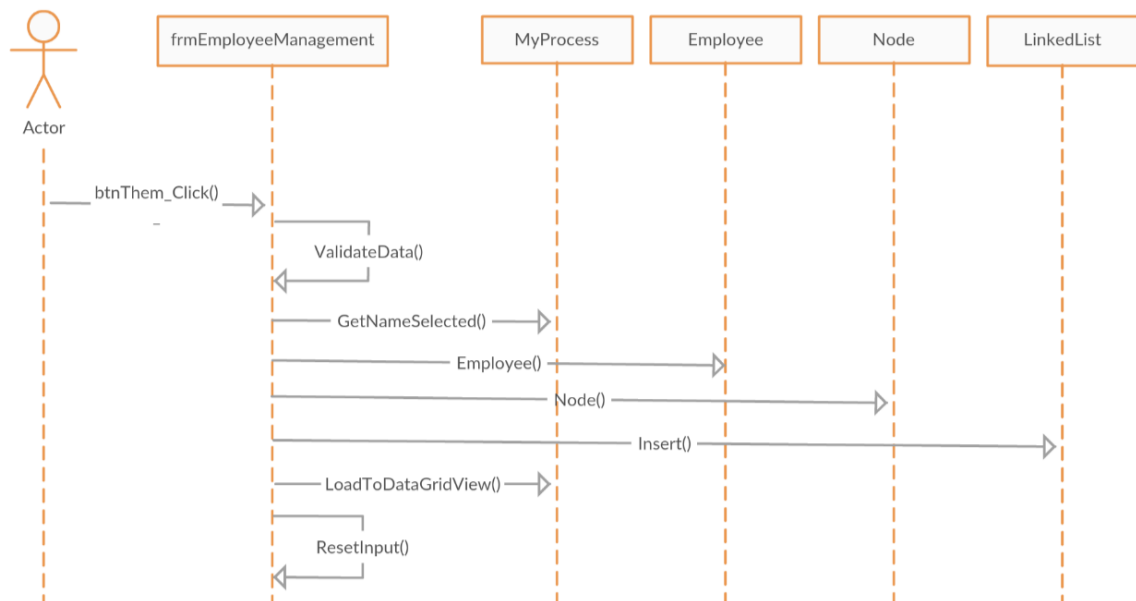 frmEmployeeManagement
MyProcess
Employee
Node
LinkedList
Actor
btnThem_Click()
_
ValidateData()
GetNameSelected()
Employee()
Node()
Insert()
LoadToDataGridView()
ResetInput()